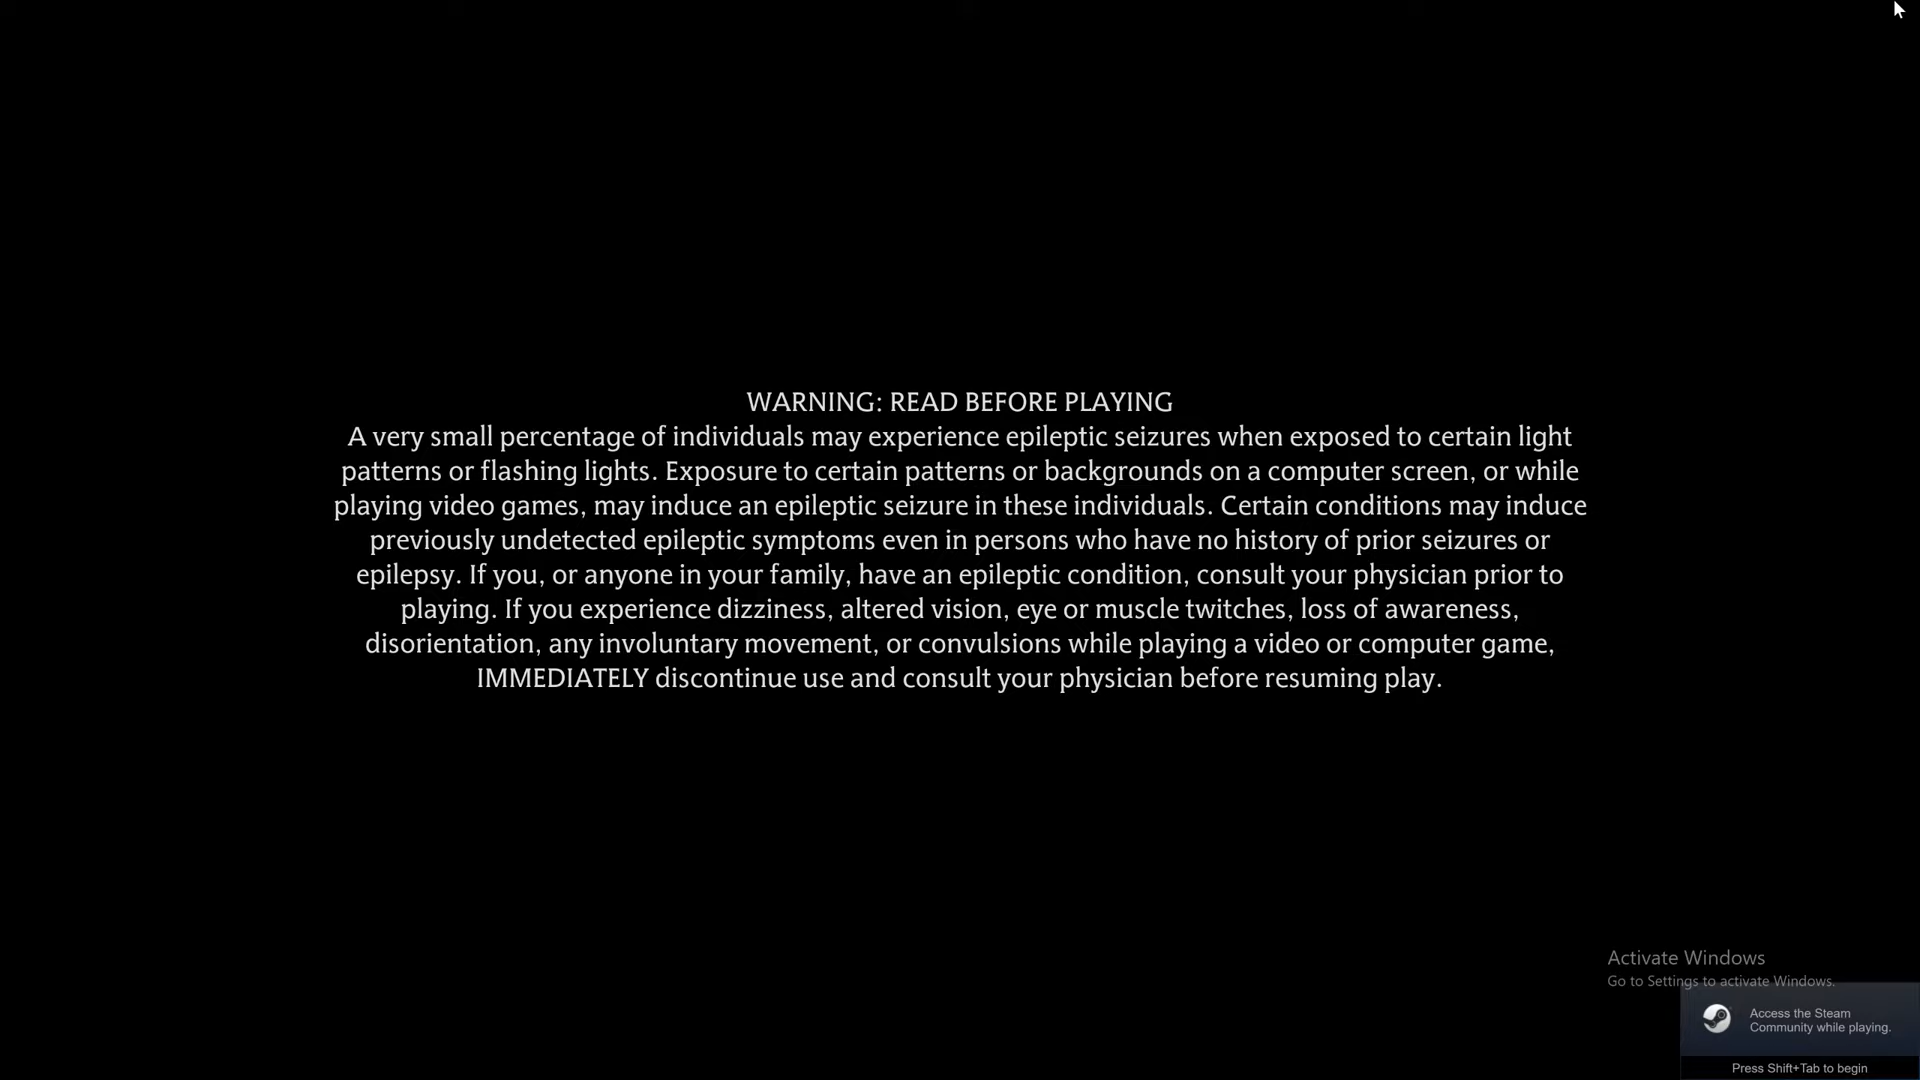 WARNING: READ BEFORE PLAYING
A very small percentage of individuals may experience epileptic seizures when exposed to certain light
patterns or flashing lights. Exposure to certain patterns or backgrounds on a computer screen, or while
playing video games, may induce an epileptic seizure in these individuals. Certain conditions may induce
previously undetected epileptic symptoms even in persons who have no history of prior seizures or
epilepsy. If you, or anyone in your family, have an epileptic condition, consult your physician prior to
playing. If you experience dizziness, altered vision, eye or muscle twitches, loss of awareness,
disorientation, any involuntary movement, or convulsions while playing a video or computer game,
IMMEDIATELY discontinue use and consult your physician before resuming play.
Activate Windows
Go to Settings to activate Windows.
Access the Steam
Community while playing.
Press Shift+Tab to begin